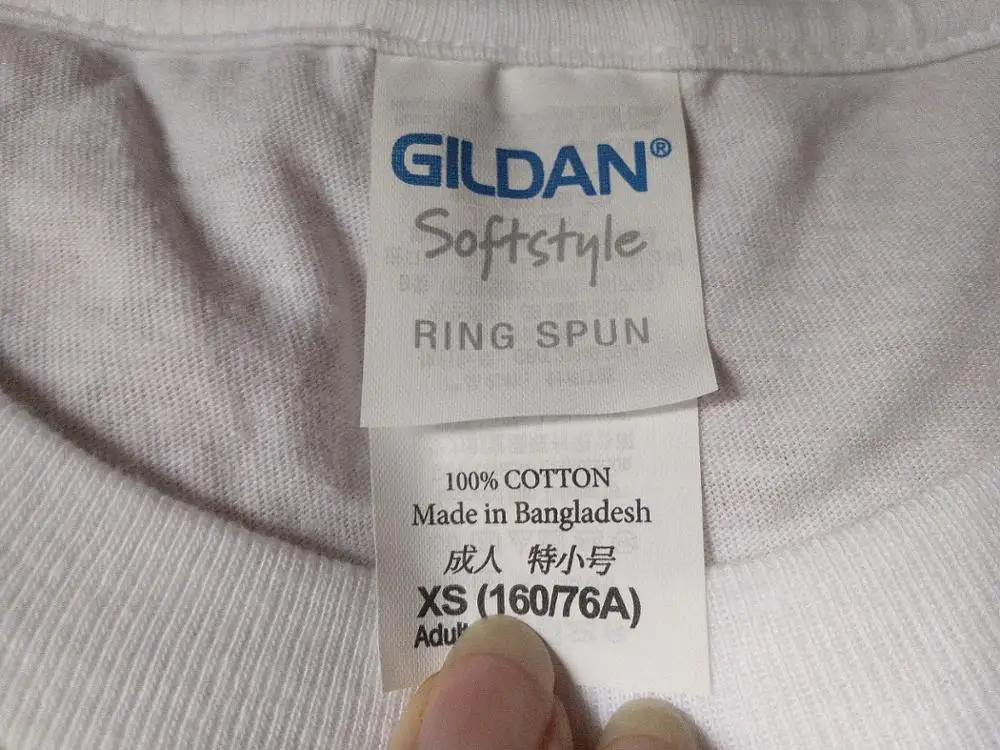 GILDAN®
Softstyle
RING SPUN
100% COTTON
Made in Bangladesh
成人 特小号
XS (160/76A)